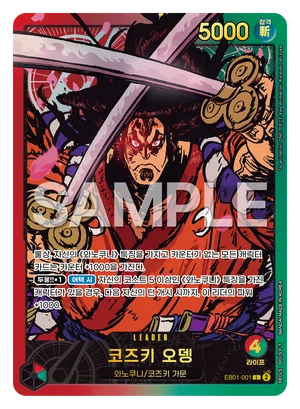 5000
참격
斬
SAMPLE
룰상, 자신의 《와노쿠니》 특징을 가지고 카운터가 없는 모든 캐릭터
카드는 카운터 +1000을 가진다.
두웅!!×1 어택 시 자신의 코스트 5 이상인 《와노쿠니》 특징을 가진
캐릭터가 있을 경우, 다음 자신의 턴 개시 시까지, 이 리더의 파워
+1000.
LEADER
코즈키 오뎅
와노쿠니/코즈키 가문
4
라이프
EB01-001 L 2